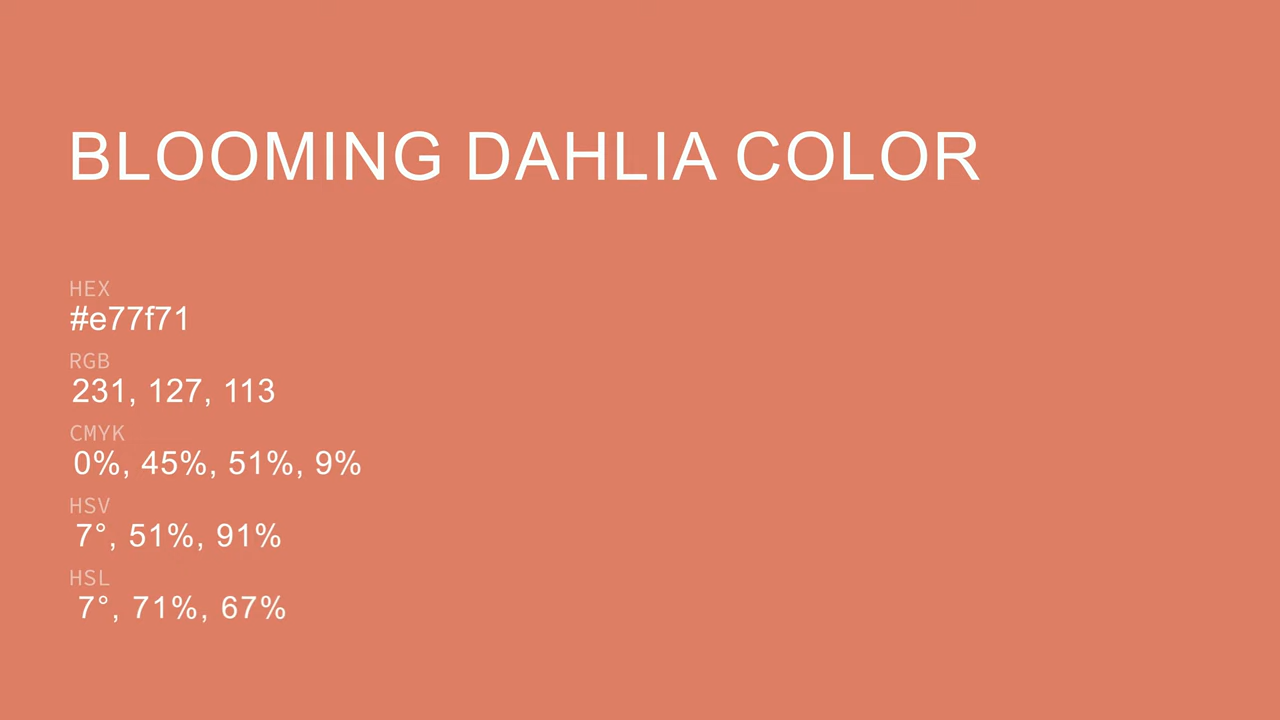 BLOOMING DAHLIA COLOR
HEX
#e77f71
RGB
231, 127, 113
CMYK
0%, 45%, 51%, 9%
HSV
7°, 51%, 91%
HSL
7°, 71%, 67%